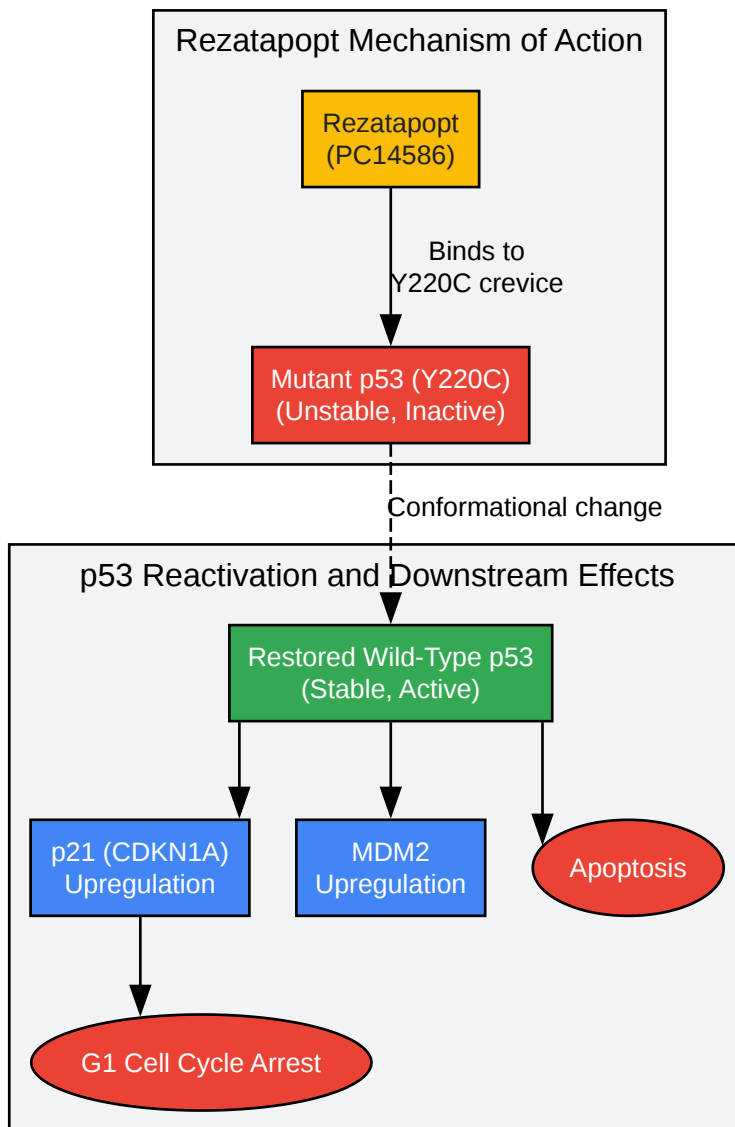 Rezatapopt Mechanism of Action
Rezatapopt
(PC14586)
Binds to
Y220C crevice
Mutant p53 (Y220C)
(Unstable, Inactive)
Conformational change
p53 Reactivation and Downstream Effects
Restored Wild-Type p53
(Stable, Active)
p21 (CDKN1A)
Upregulation
MDM2
Upregulation
Apoptosis
G1 Cell Cycle Arrest